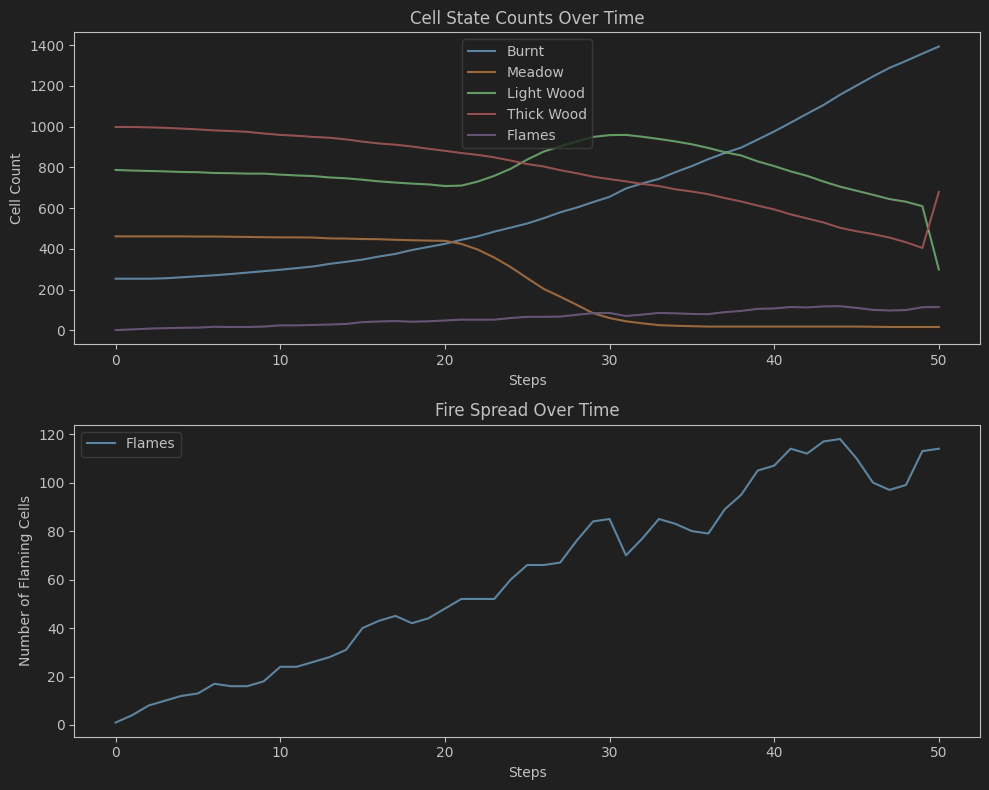 Cell State Counts Over Time
Cell Count
1400
1200
1000
800
600
400
200
0
Burnt
Meadow
Light Wood
Thick Wood
Flames
0 10 20 30 40 50
Steps
Fire Spread Over Time
Number of Flaming Cells
120
100
80
60
40
20
0
Flames
0 10 20 30 40 50
Steps